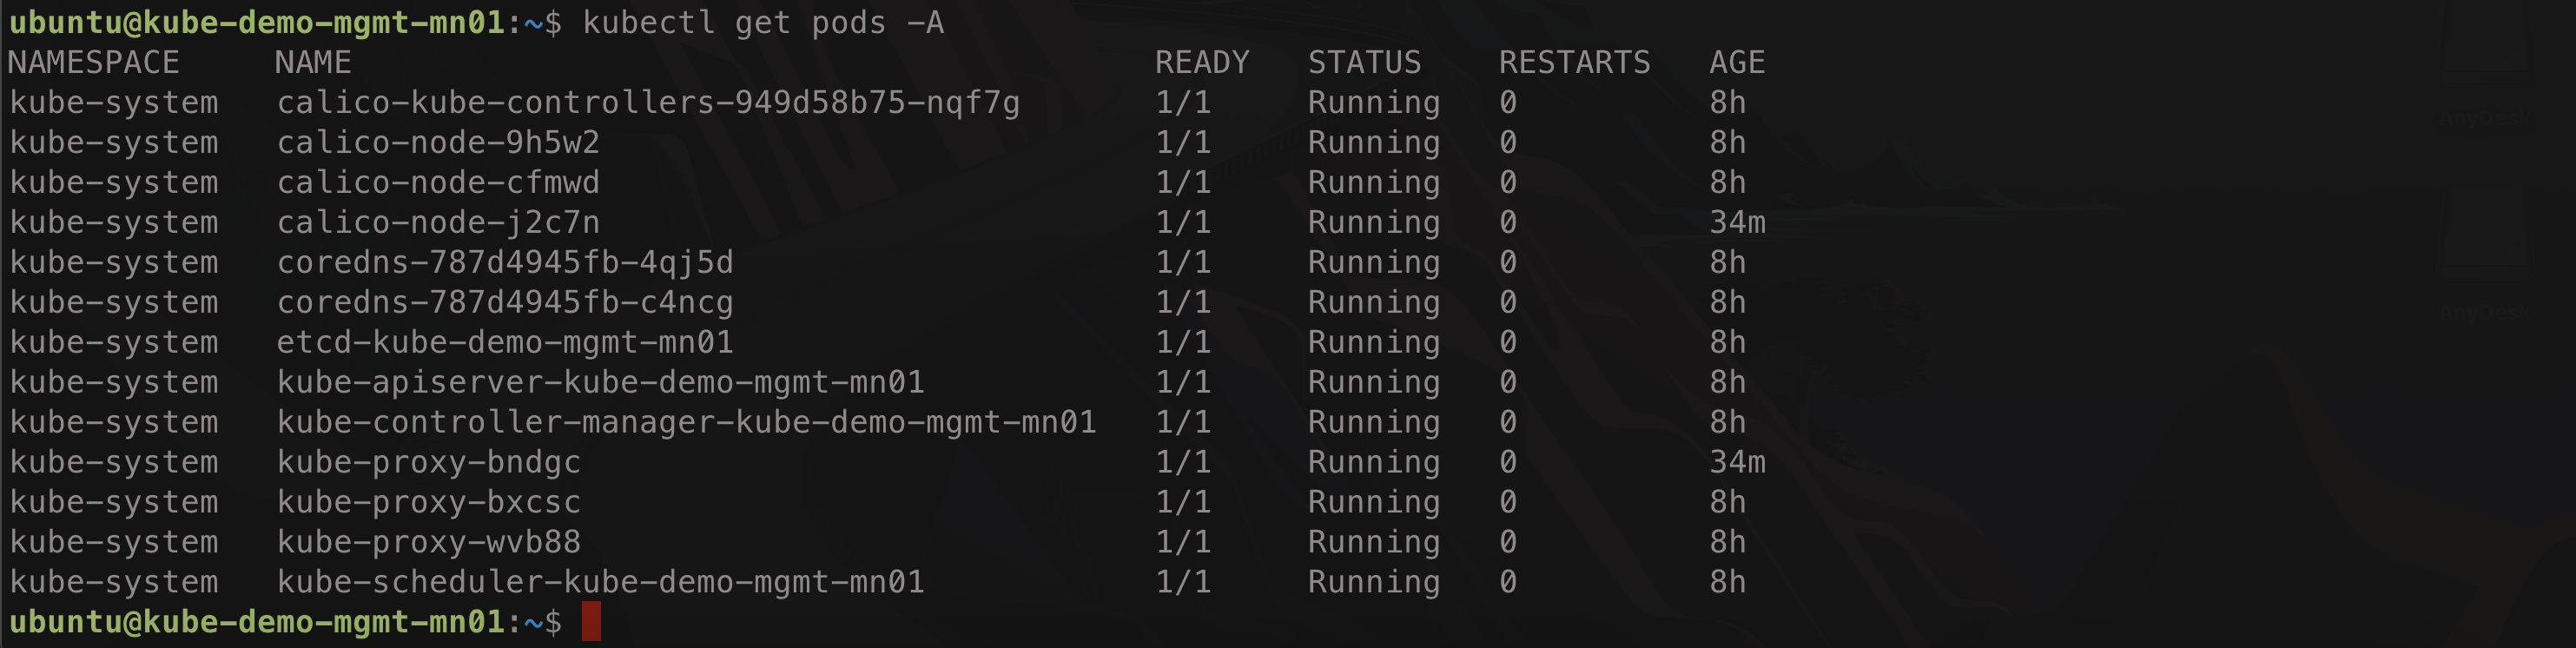 ubuntu@kube-demo-mgmt-mn01:~$ kubectl get pods -A
NAMESPACE NAME READY STATUS RESTARTS AGE
kube-system calico-kube-controllers-949d58b75-nqf7g 1/1 Running 0 8h
kube-system calico-node-9h5w2 1/1 Running 0 8h
kube-system calico-node-cfmwd 1/1 Running 0 8h
kube-system calico-node-j2c7n 1/1 Running 0 34m
kube-system coredns-787d4945fb-4qj5d 1/1 Running 0 8h
kube-system coredns-787d4945fb-c4ncg 1/1 Running 0 8h
kube-system etcd-kube-demo-mgmt-mn01 1/1 Running 0 8h
kube-system kube-apiserver-kube-demo-mgmt-mn01 1/1 Running 0 8h
kube-system kube-controller-manager-kube-demo-mgmt-mn01 1/1 Running 0 8h
kube-system kube-proxy-bndgc 1/1 Running 0 34m
kube-system kube-proxy-bxcsc 1/1 Running 0 8h
kube-system kube-proxy-wvb88 1/1 Running 0 8h
kube-system kube-scheduler-kube-demo-mgmt-mn01 1/1 Running 0 8h
ubuntu@kube-demo-mgmt-mn01:~$
AnyDesk
AnyDesk